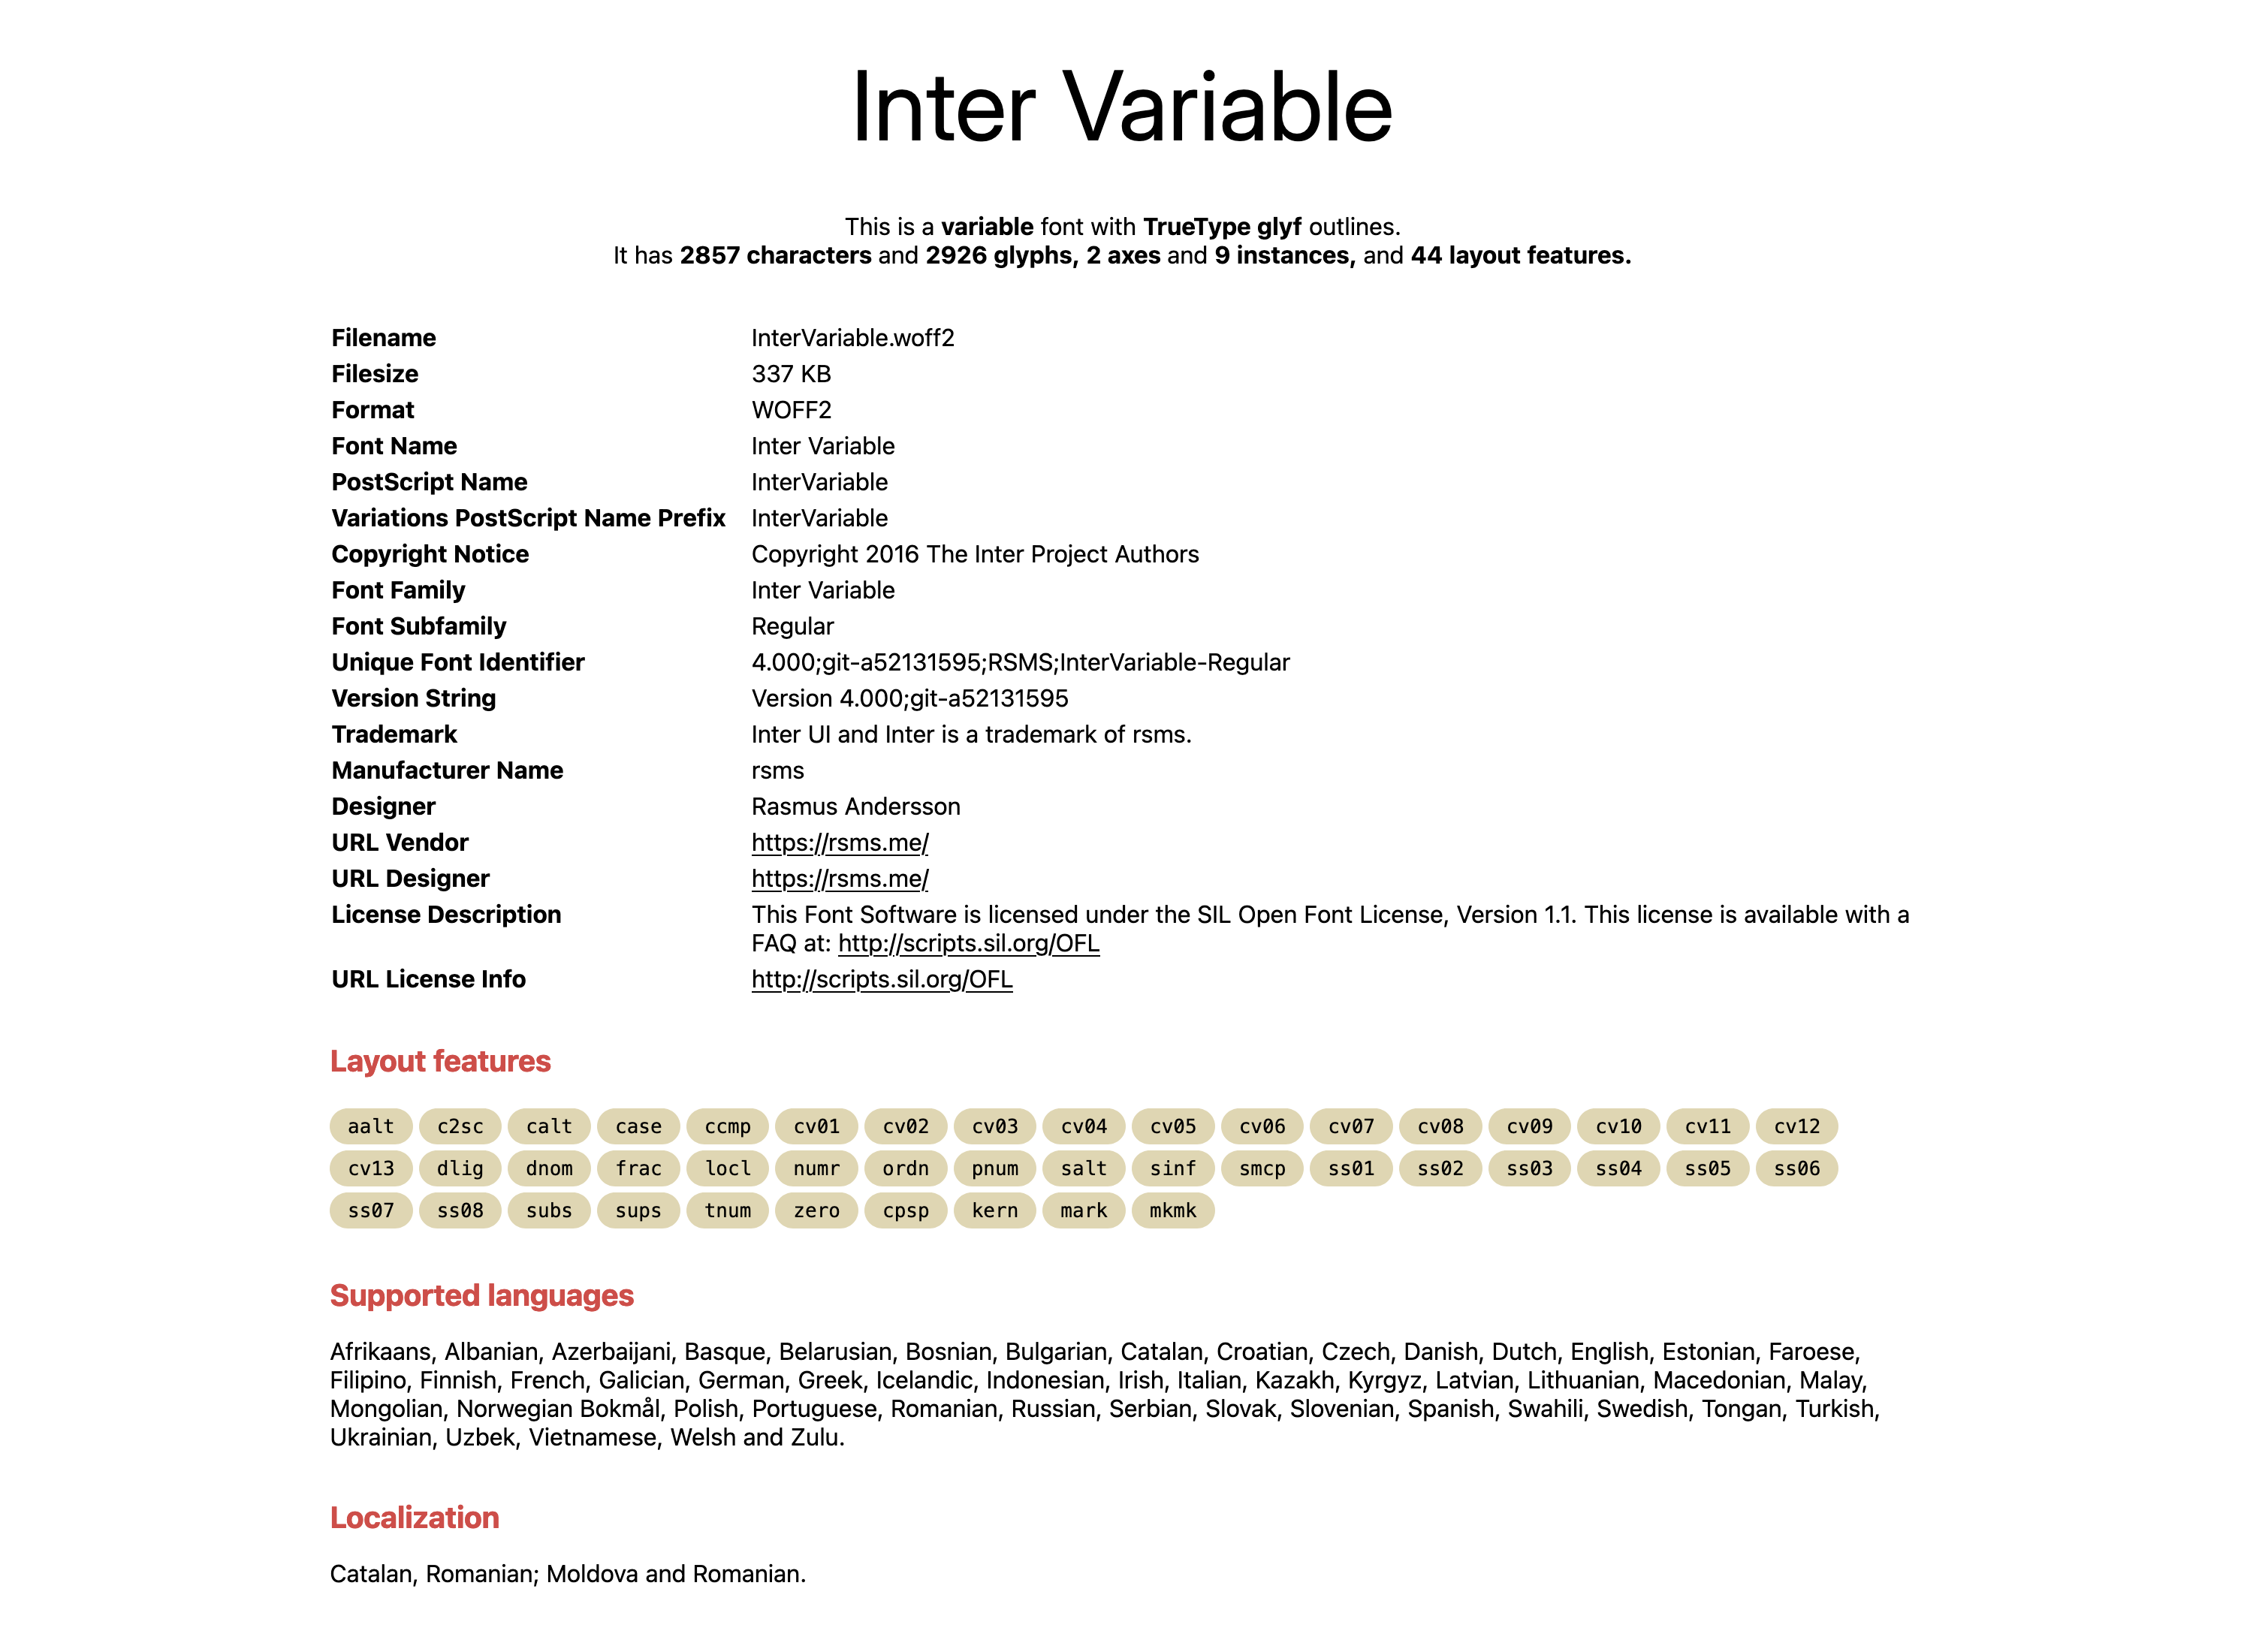 Inter Variable
This is a variable font with TrueType glyf outlines.
It has 2857 characters and 2926 glyphs, 2 axes and 9 instances, and 44 layout features.
Filename InterVariable.woff2
Filesize 337 KB
Format WOFF2
Font Name Inter Variable
PostScript Name InterVariable
Variations PostScript Name Prefix InterVariable
Copyright Notice Copyright 2016 The Inter Project Authors
Font Family Inter Variable
Font Subfamily Regular
Unique Font Identifier 4.000;git-a52131595;RSMS;InterVariable-Regular
Version String Version 4.000;git-a52131595
Trademark Inter UI and Inter is a trademark of rsms.
Manufacturer Name rsms
Designer Rasmus Andersson
URL Vendor https://rsms.me/
URL Designer https://rsms.me/
License Description This Font Software is licensed under the SIL Open Font License, Version 1.1. This license is available with a
FAQ at: http://scripts.sil.org/OFL
URL License Info http://scripts.sil.org/OFL
Layout features
aalt c2sc calt case ccmp cv01 cv02 cv03 cv04 cv05 cv06 cv07 cv08 cv09 cv10 cv11 cv12
cv13 dlig dnom frac locl numr ordn pnum salt sinf smcp ss01 ss02 ss03 ss04 ss05 ss06
ss07 ss08 subs sups tnum zero cpsp kern mark mkmk
Supported languages
Afrikaans, Albanian, Azerbaijani, Basque, Belarusian, Bosnian, Bulgarian, Catalan, Croatian, Czech, Danish, Dutch, English, Estonian, Faroese,
Filipino, Finnish, French, Galician, German, Greek, Icelandic, Indonesian, Irish, Italian, Kazakh, Kyrgyz, Latvian, Lithuanian, Macedonian, Malay,
Mongolian, Norwegian Bokmål, Polish, Portuguese, Romanian, Russian, Serbian, Slovak, Slovenian, Spanish, Swahili, Swedish, Tongan, Turkish,
Ukrainian, Uzbek, Vietnamese, Welsh and Zulu.
Localization
Catalan, Romanian; Moldova and Romanian.